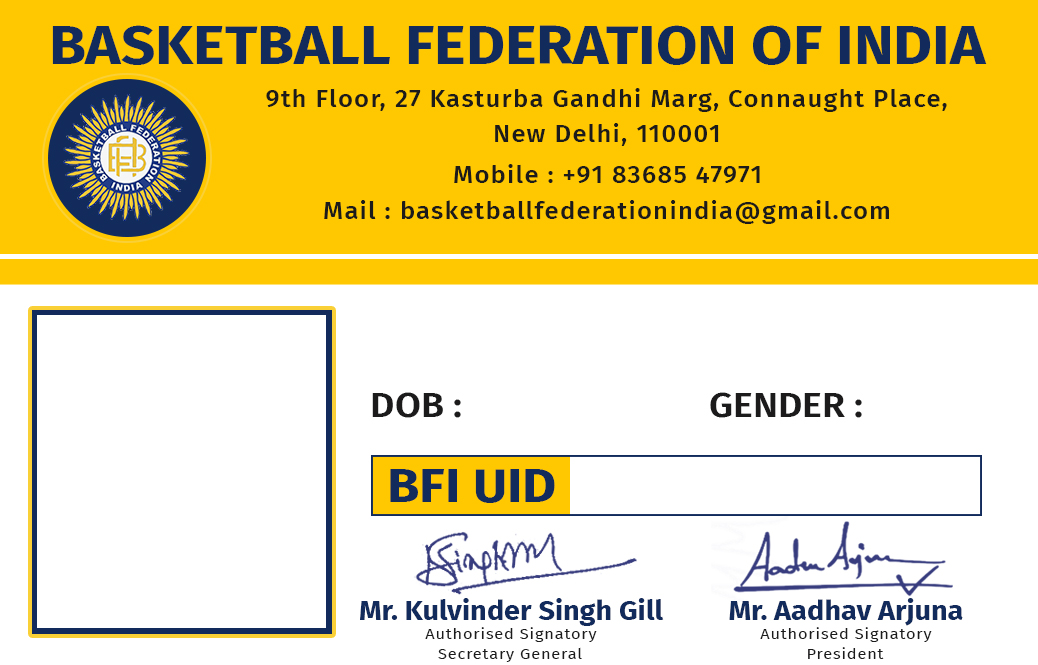 BASKETBALL FEDERATION OF INDIA
BASKETBALL FEDERATION
INDIA
BFI
9th Floor, 27 Kasturba Gandhi Marg, Connaught Place,
New Delhi, 110001
Mobile : +91 83685 47971
Mail : basketballfederationindia@gmail.com
DOB : GENDER :
BFI UID
Aadhav Arjuna
Mr. Kulvinder Singh Gill
Authorised Signatory
Secretary General
Mr. Aadhav Arjuna
Authorised Signatory
President